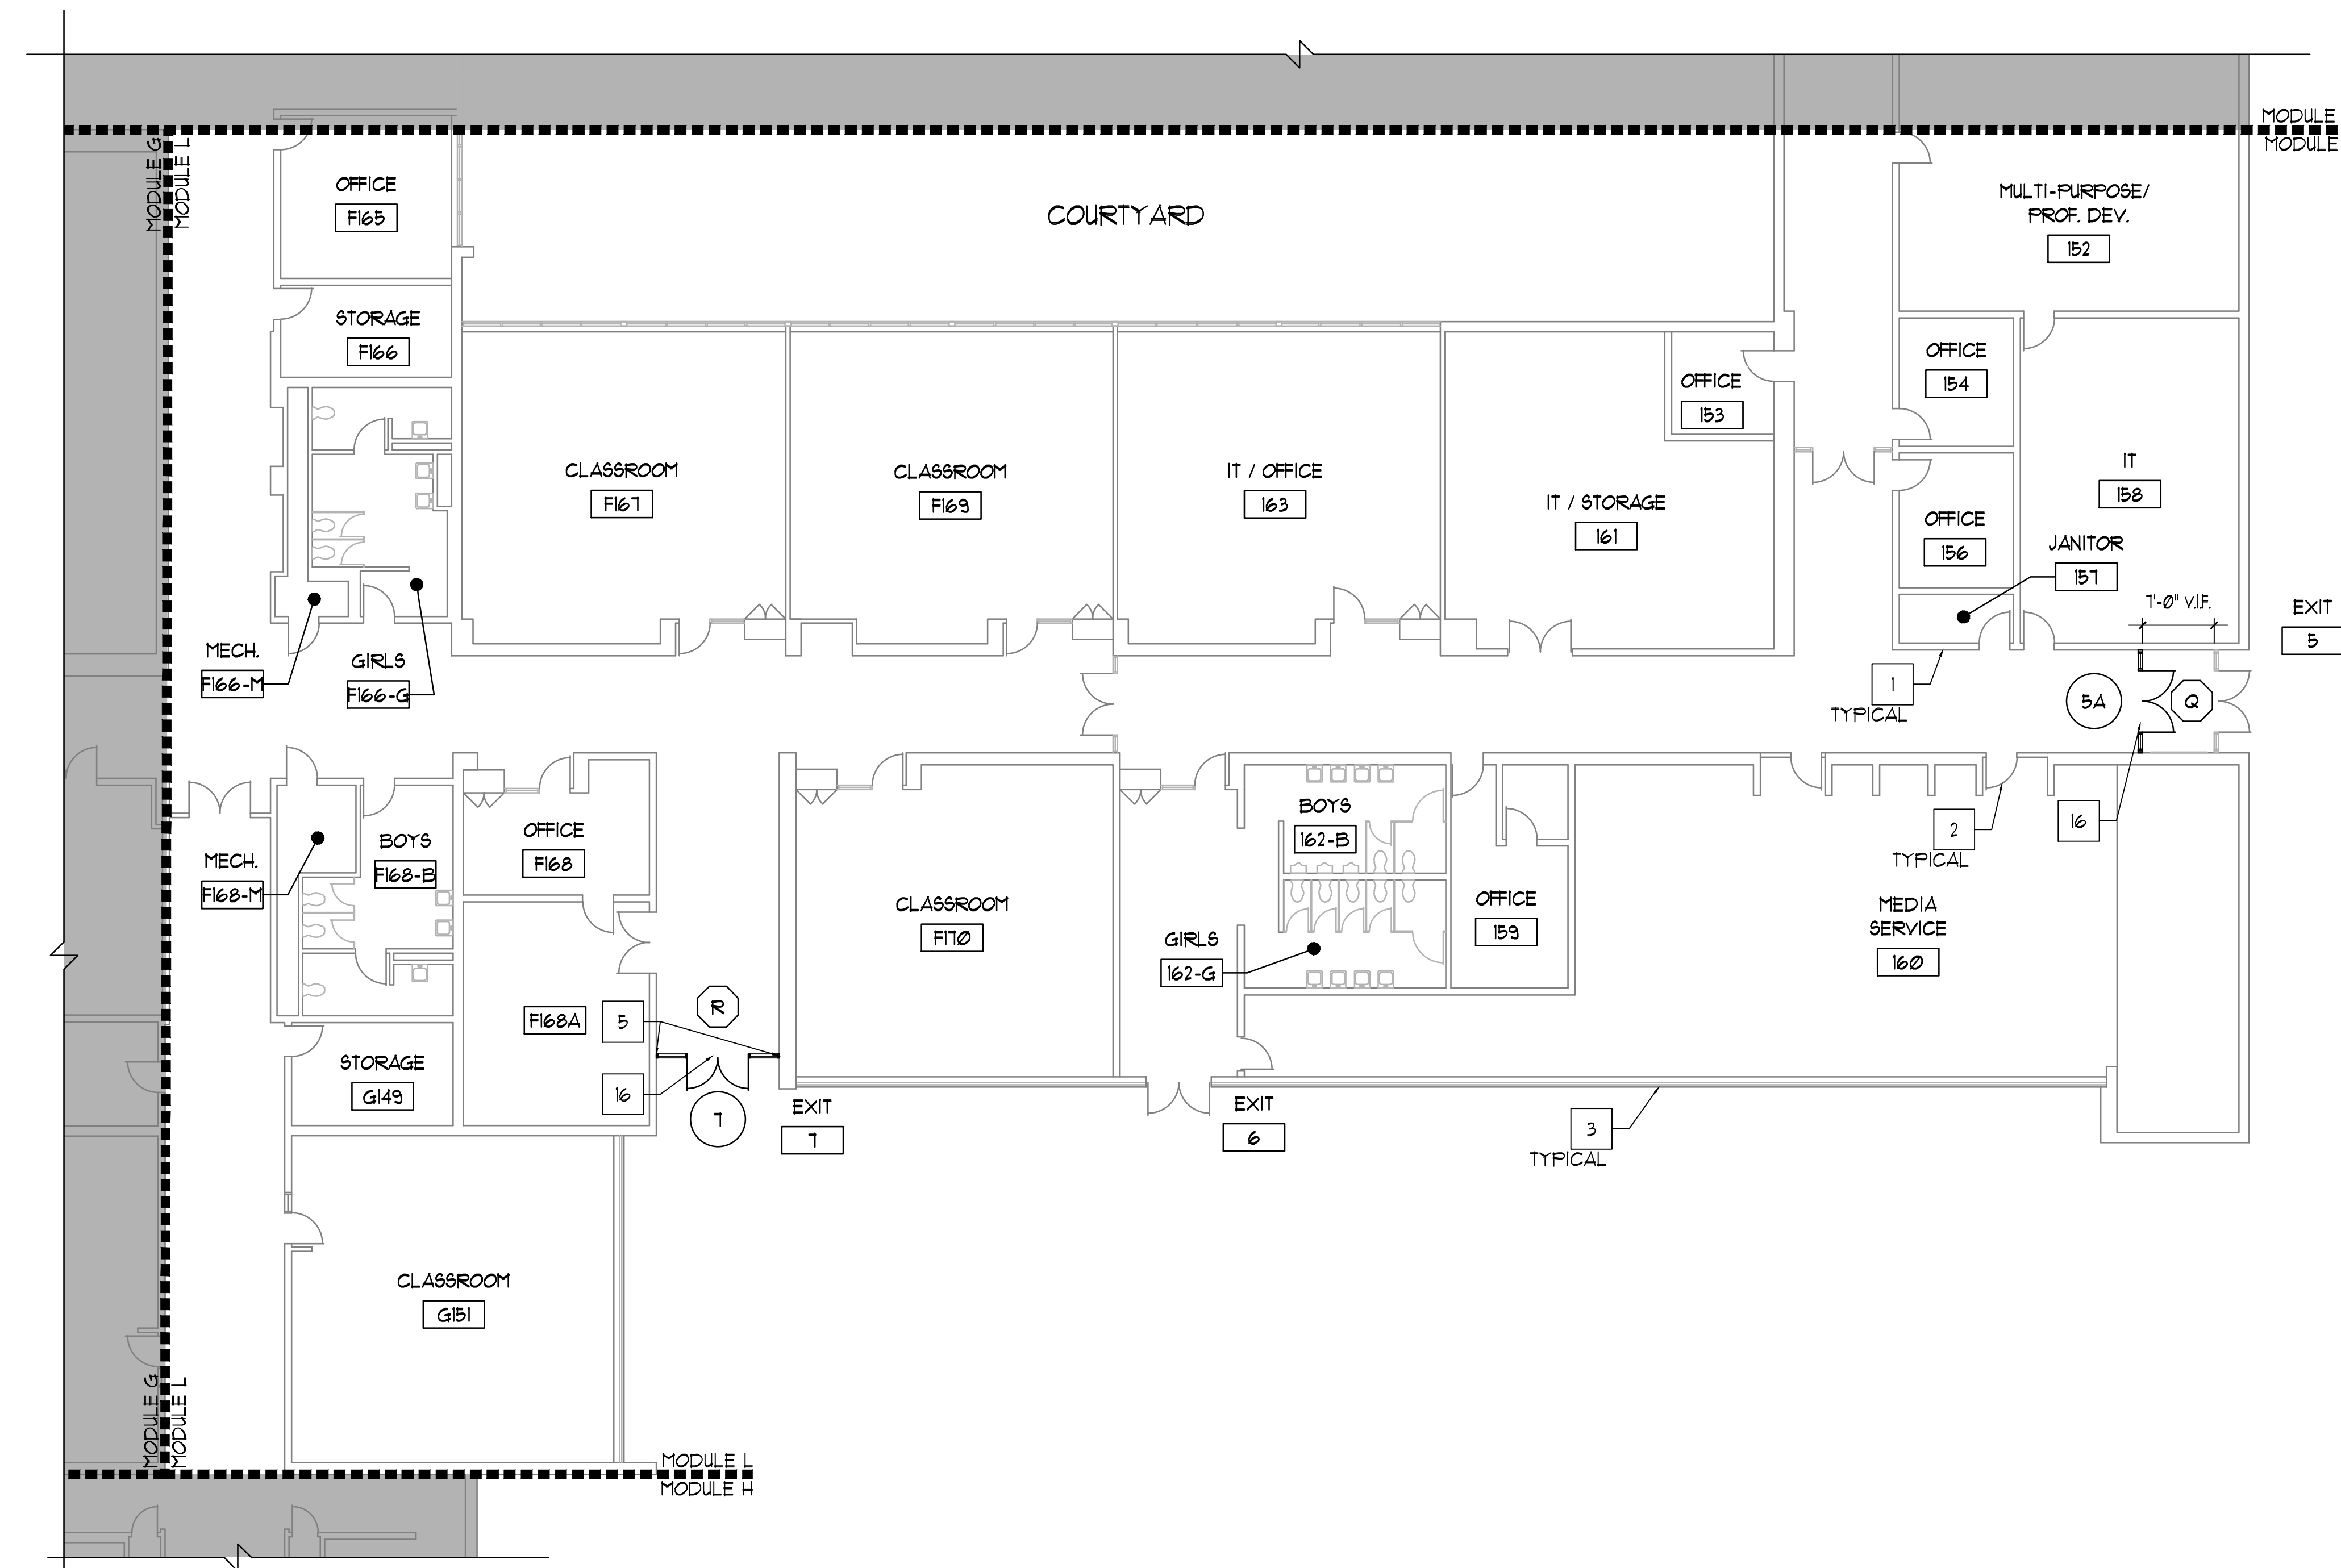 MODULE
MODULE
MODULE G
MODULE L
OFFICE
F165
COURTYARD
MULTI-PURPOSE/
PROF. DEV.
152
STORAGE
F166
OFFICE
153
OFFICE
154
CLASSROOM
F167
CLASSROOM
F169
IT / OFFICE
163
IT / STORAGE
161
IT
158
OFFICE
156
JANITOR
157
7'-0" V.I.F.
EXIT
5
MECH.
F166-M
GIRLS
F166-G
1
TYPICAL
5A
Q
MECH.
F168-M
BOYS
F168-B
OFFICE
F168
BOYS
162-B
2
TYPICAL
16
CLASSROOM
F170
GIRLS
162-G
OFFICE
159
MEDIA
SERVICE
160
F168A
5
R
STORAGE
G149
16
7
EXIT
7
EXIT
6
3
TYPICAL
CLASSROOM
G151
MODULE G
MODULE L
MODULE L
MODULE H